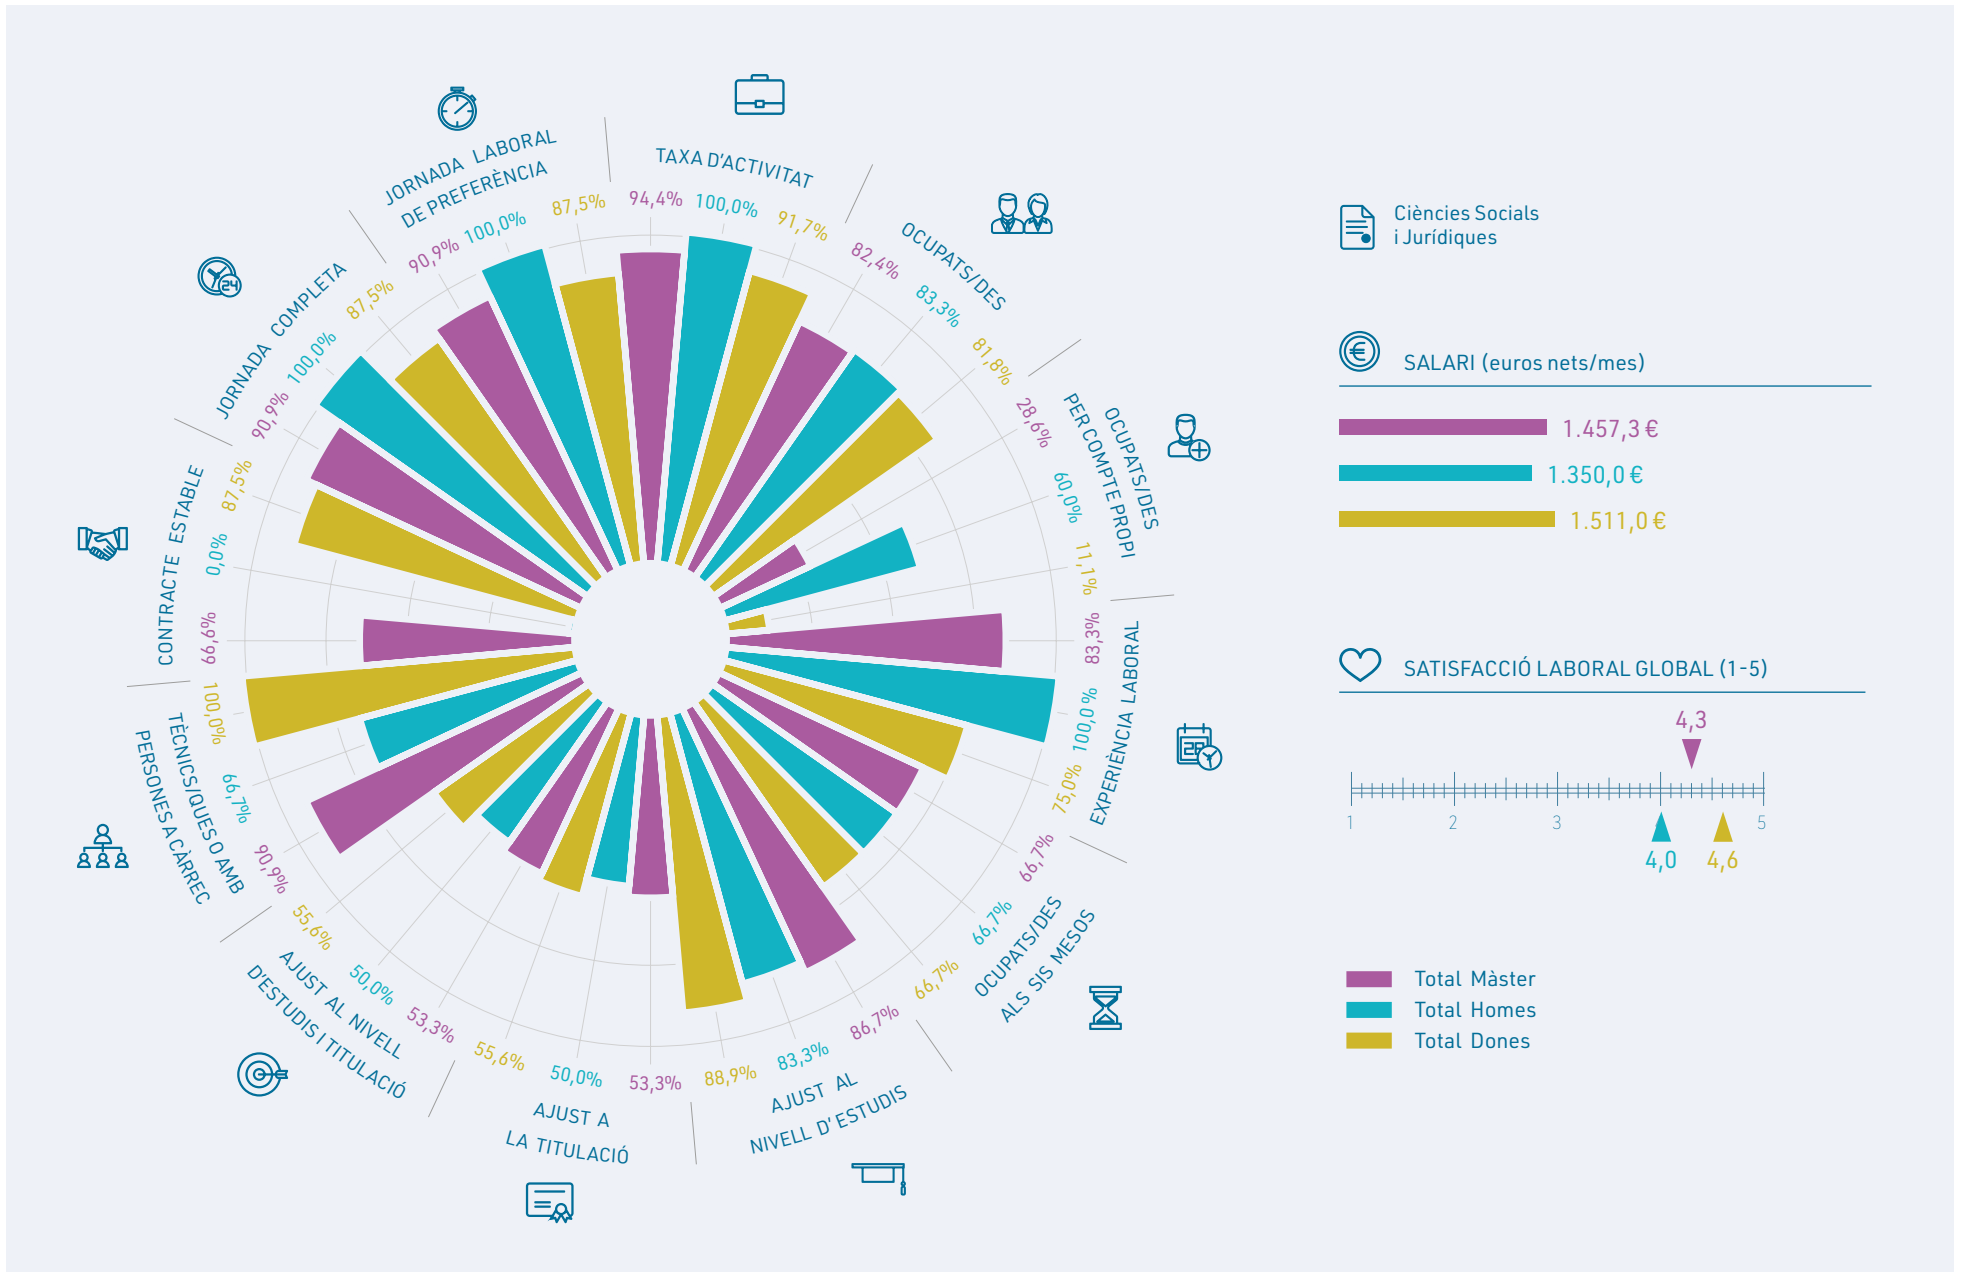 JORNADA LABORAL
DE PREFERÈNCIA
90,9%
100,0%
87,5%
TAXA D'ACTIVITAT
94,4%
100,0%
91,7%
OCUPATS/DES
82,4%
83,3%
81,8%
OCUPATS/DES
PER COMPTE PROPI
28,6%
60,0%
11,1%
EXPERIÈNCIA LABORAL
83,3%
100,0 %
75,0%
OCUPATS/DES
ALS SIS MESOS
66,7%
66,7%
66,7%
AJUST AL
NIVELL D' ESTUDIS
86,7%
83,3%
88,9%
AJUST A
LA TITULACIÓ
53,3%
50,0%
55,6%
AJUST AL NIVELL
D'ESTUDIS I TITULACIÓ
53,3%
50,0%
55,6%
TÈCNICS/QUES O AMB
PERSONES A CÀRREC
90,9%
66,7%
100,0%
CONTRACTE ESTABLE
66,6%
0,0%
87,5%
JORNADA COMPLETA
90,9%
100,0%
87,5%
24
28
Ciències Socials
i Jurídiques
€
SALARI (euros nets/mes)
1.457,3 €
1.350,0 €
1.511,0 €
SATISFACCIÓ LABORAL GLOBAL (1-5)
4,3
1 2 3 5
4,0 4,6
Total Màster
Total Homes
Total Dones